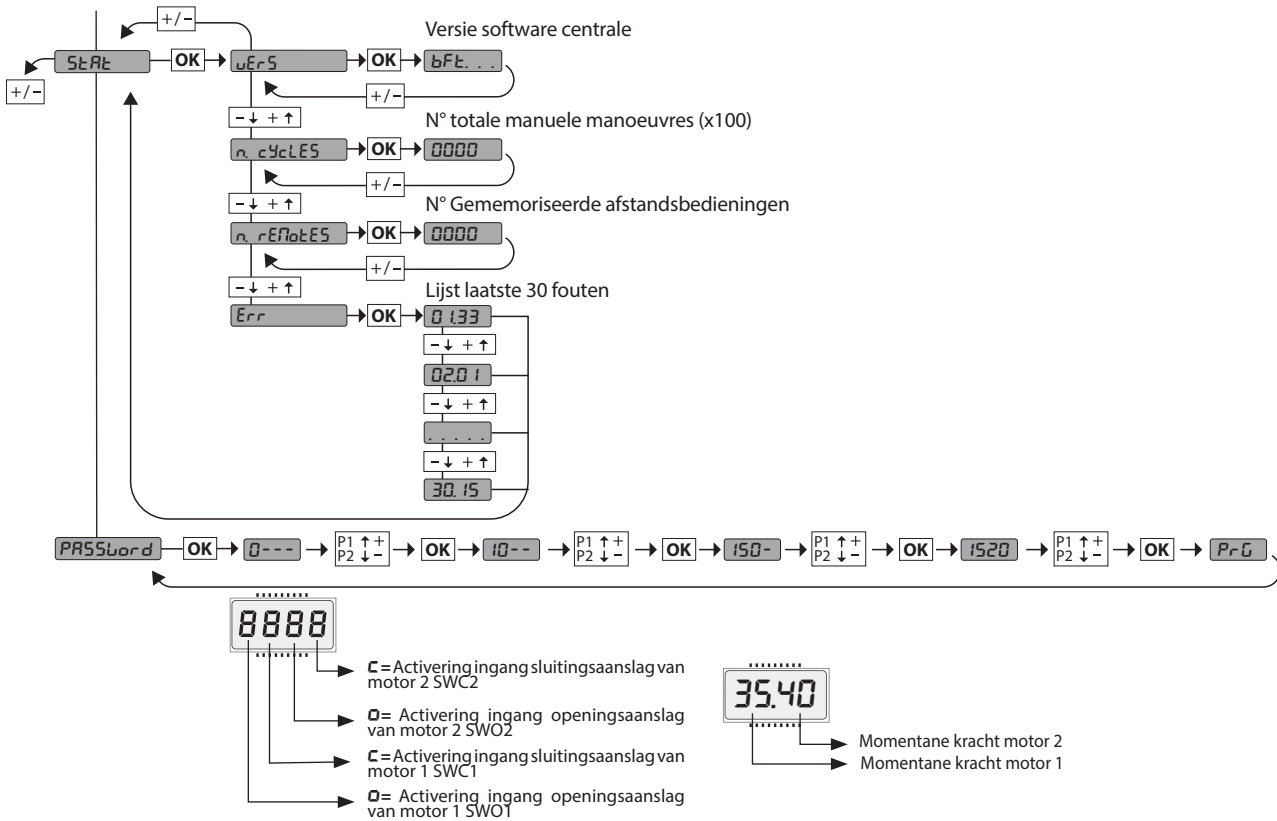 +/-
Versie software centrale
StAt OK vErS OK bFt...
+/-
+/-
- ↓ + ↑
N° totale manuele manoeuvres (x100)
n. cYcLES OK 0000
+/-
- ↓ + ↑
N° Gememoriseerde afstandsbedieningen
n. rEMotES OK 0000
+/-
- ↓ + ↑
Lijst laatste 30 fouten
Err OK 01.33
- ↓ + ↑
02.01
- ↓ + ↑
.....
- ↓ + ↑
30.15
PASSword OK 0--- P1 ↑ + OK 10-- P1 ↑ + OK 150- P1 ↑ + OK 1520 P1 ↑ + OK PrG
P2 ↓ - P2 ↓ - P2 ↓ - P2 ↓ -
8888
C = Activering ingang sluitingsaanslag van
motor 2 SWC2
O = Activering ingang openingsaanslag
van motor 2 SWO2
C = Activering ingang sluitingsaanslag van
motor 1 SWC1
O = Activering ingang openingsaanslag
van motor 1 SWO1
35.40
Momentane kracht motor 2
Momentane kracht motor 1